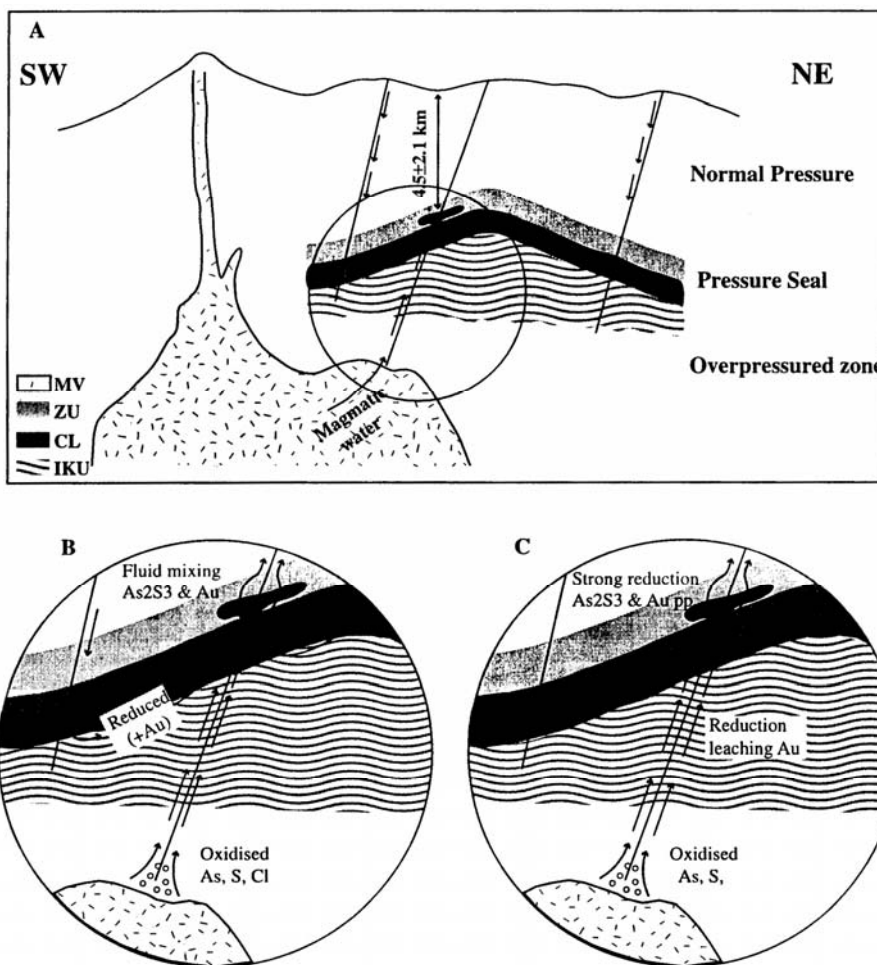 A
SW
NE
4.5±2.1 km
Normal Pressure
Pressure Seal
Overpressured zone
Magmatic
water
MV
ZU
CL
IKU
B
Fluid mixing
As2S3 & Au
Reduced
(+Au)
Oxidised
As, S, Cl
C
Strong reduction
As2S3 & Au pp.
Reduction
leaching Au
Oxidised
As, S,